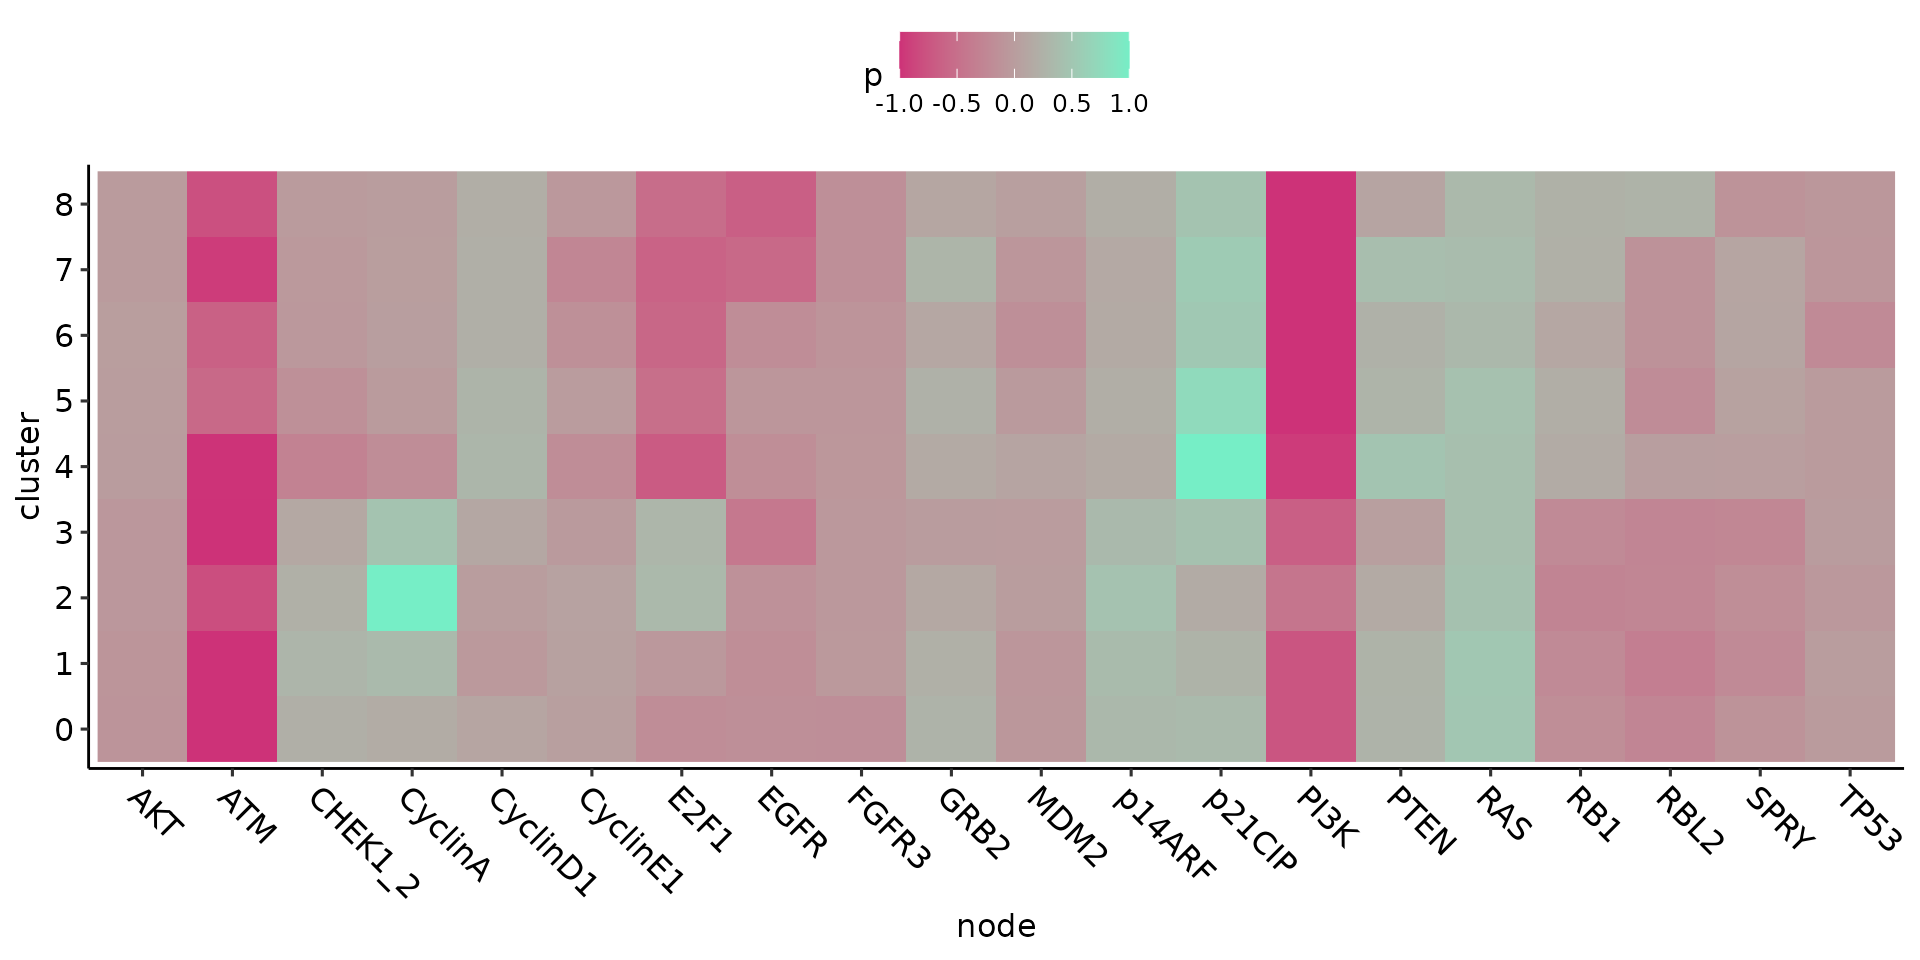 p
-1.0 -0.5 0.0 0.5 1.0
cluster
8
7
6
5
4
3
2
1
0
AKT ATM CHEK1_2 CyclinA CyclinD1 CyclinE1 E2F1 EGFR FGFR3 GRB2 MDM2 p14ARF p21CIP PI3K PTEN RAS RB1 RBL2 SPRY TP53
node